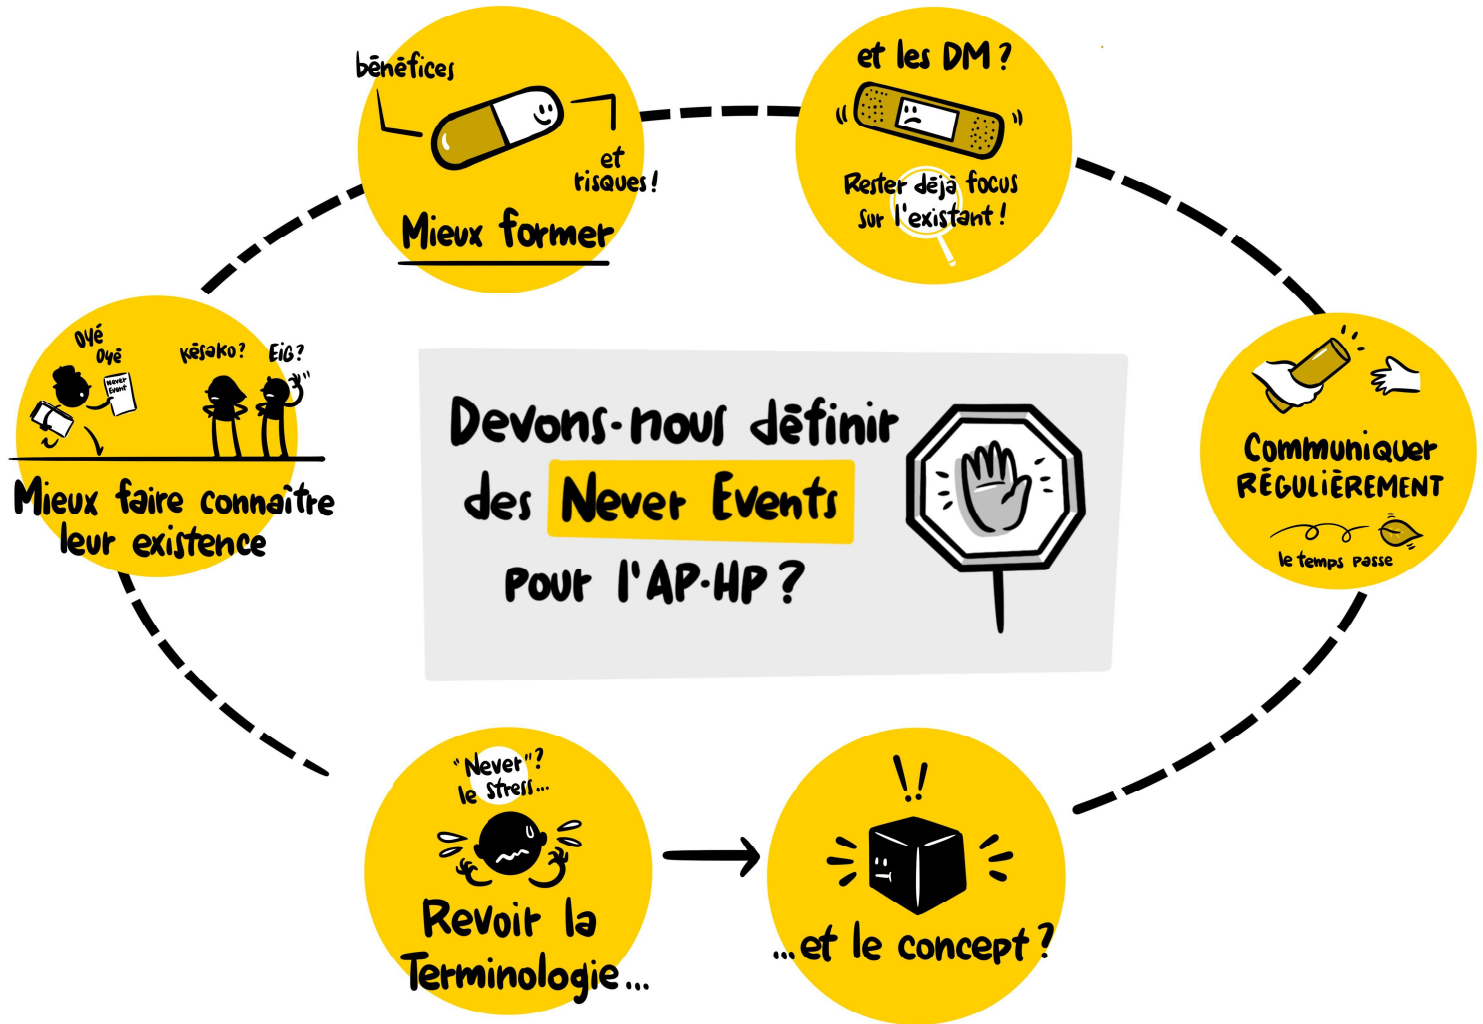 bénéfices
et
risques !
Mieux former
et les DM ?
Rester déjà focus
sur l'existant !
Oyé
Oyé
Never
Event
Késako ?
EiG ?
Mieux faire connaître
leur existence
Devons-nous définir
des Never Events
pour l'AP-HP ?
Communiquer
RÉGULIÈREMENT
le temps passe
"Never" ?
le stress...
Revoir la
Terminologie...
!!
...et le concept ?